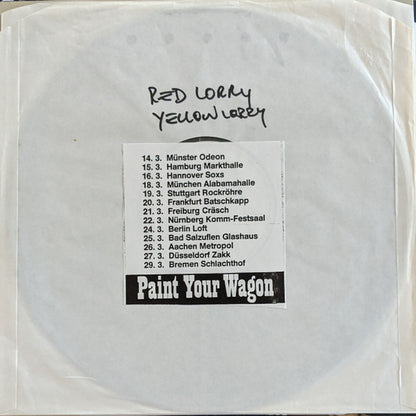 RED LORRY
YELLOW LORRY
14. 3. Münster Odeon
15. 3. Hamburg Markthalle
16. 3. Hannover Soxs
18. 3. München Alabamahalle
19. 3. Stuttgart Rockröhre
20. 3. Frankfurt Batschkapp
21. 3. Freiburg Cräsch
22. 3. Nürnberg Komm-Festsaal
24. 3. Berlin Loft
25. 3. Bad Salzuflen Glashaus
26. 3. Aachen Metropol
27. 3. Düsseldorf Zakk
29. 3. Bremen Schlachthof
Paint Your Wagon